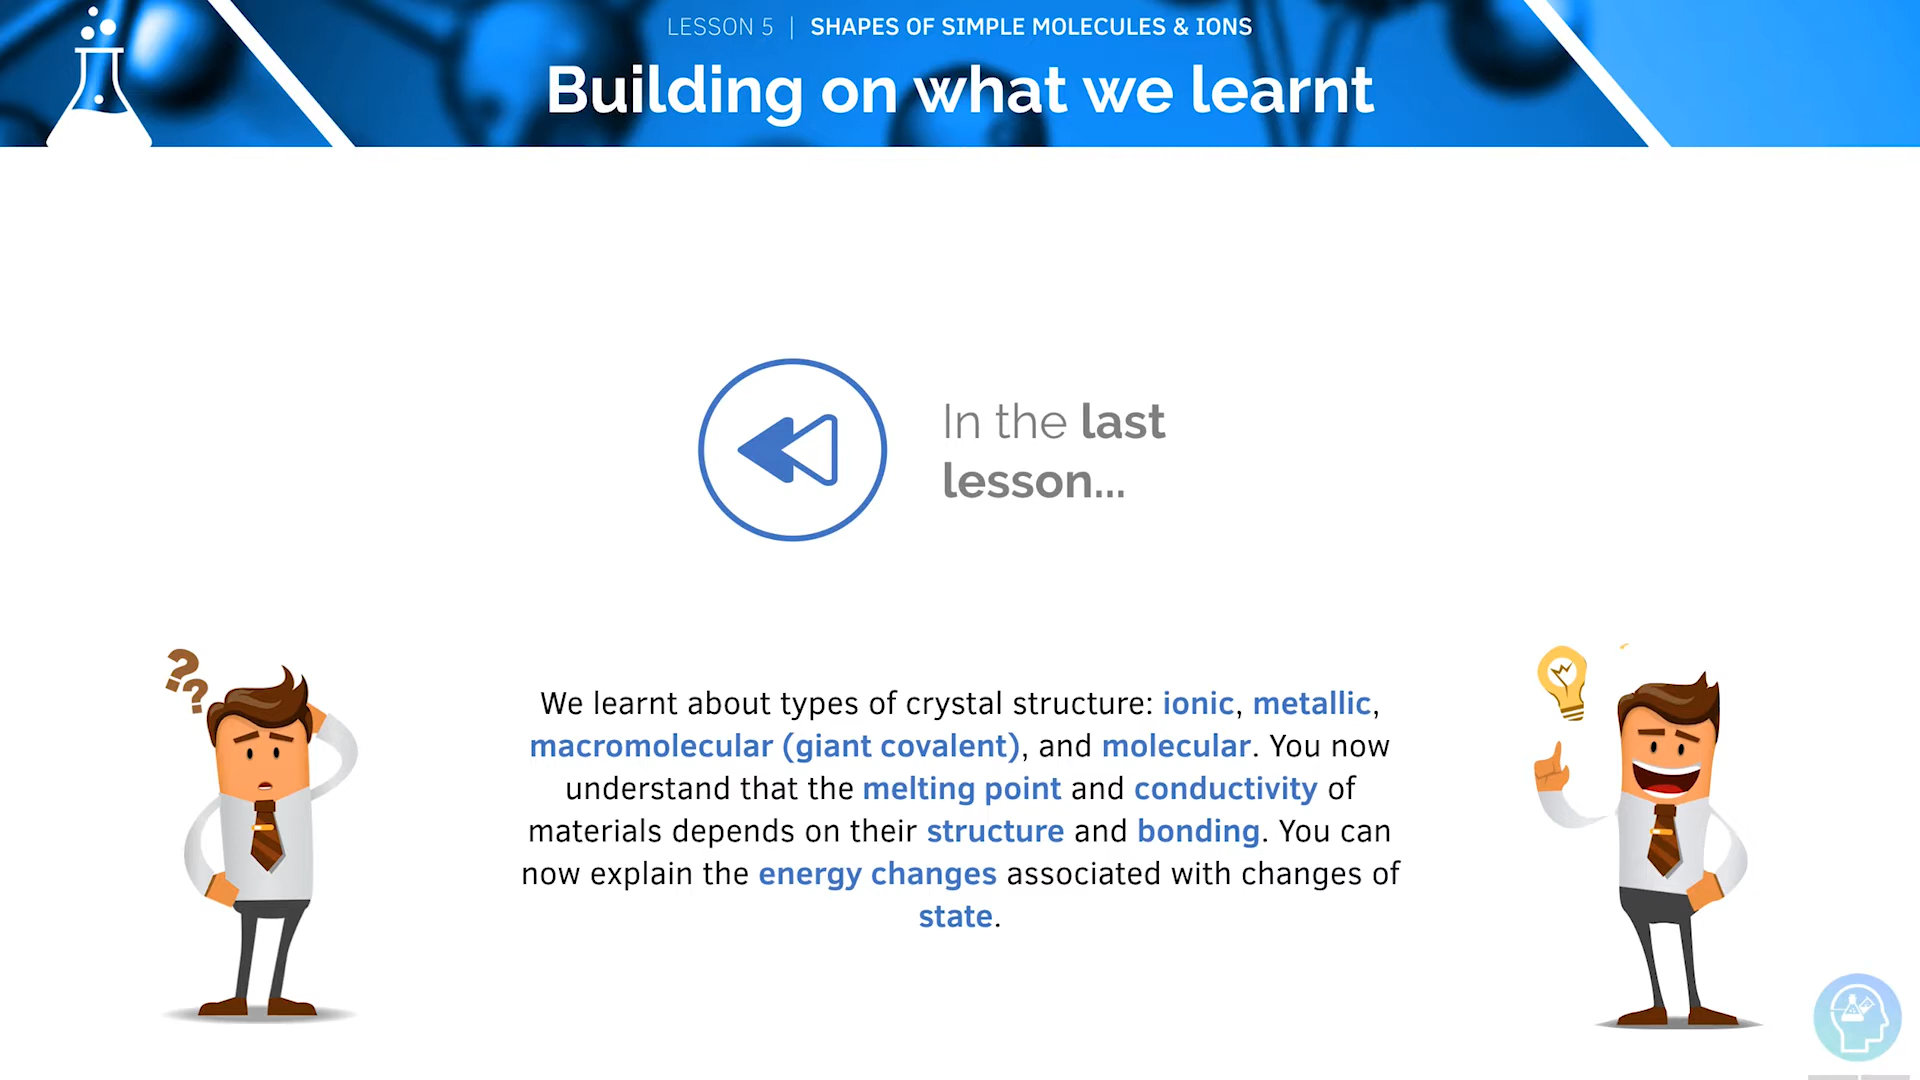 LESSON 5 | SHAPES OF SIMPLE MOLECULES & IONS
Building on what we learnt
In the last
lesson...
??
We learnt about types of crystal structure: ionic, metallic,
macromolecular (giant covalent), and molecular. You now
understand that the melting point and conductivity of
materials depends on their structure and bonding. You can
now explain the energy changes associated with changes of
state.